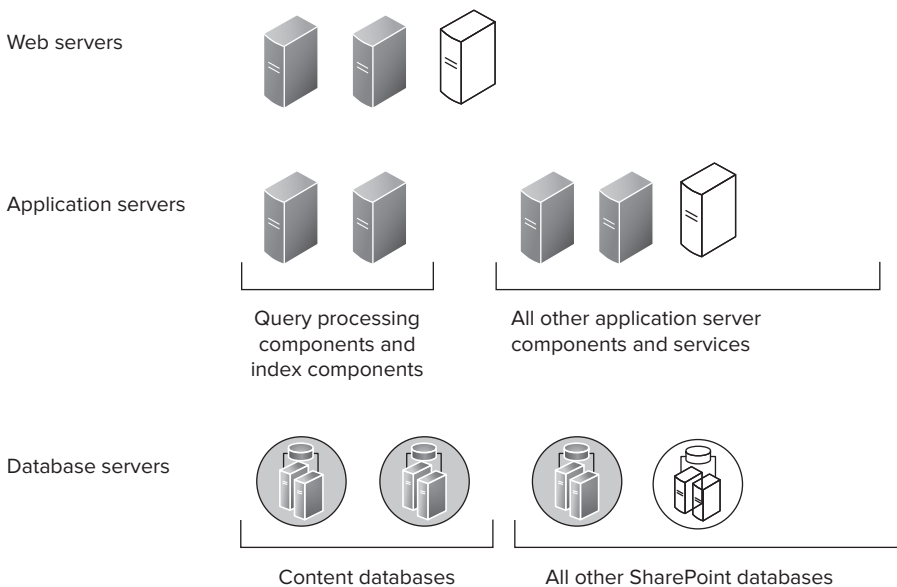 Web servers
Application servers
Query processing
components and
index components
All other application server
components and services
Database servers
Content databases
All other SharePoint databases